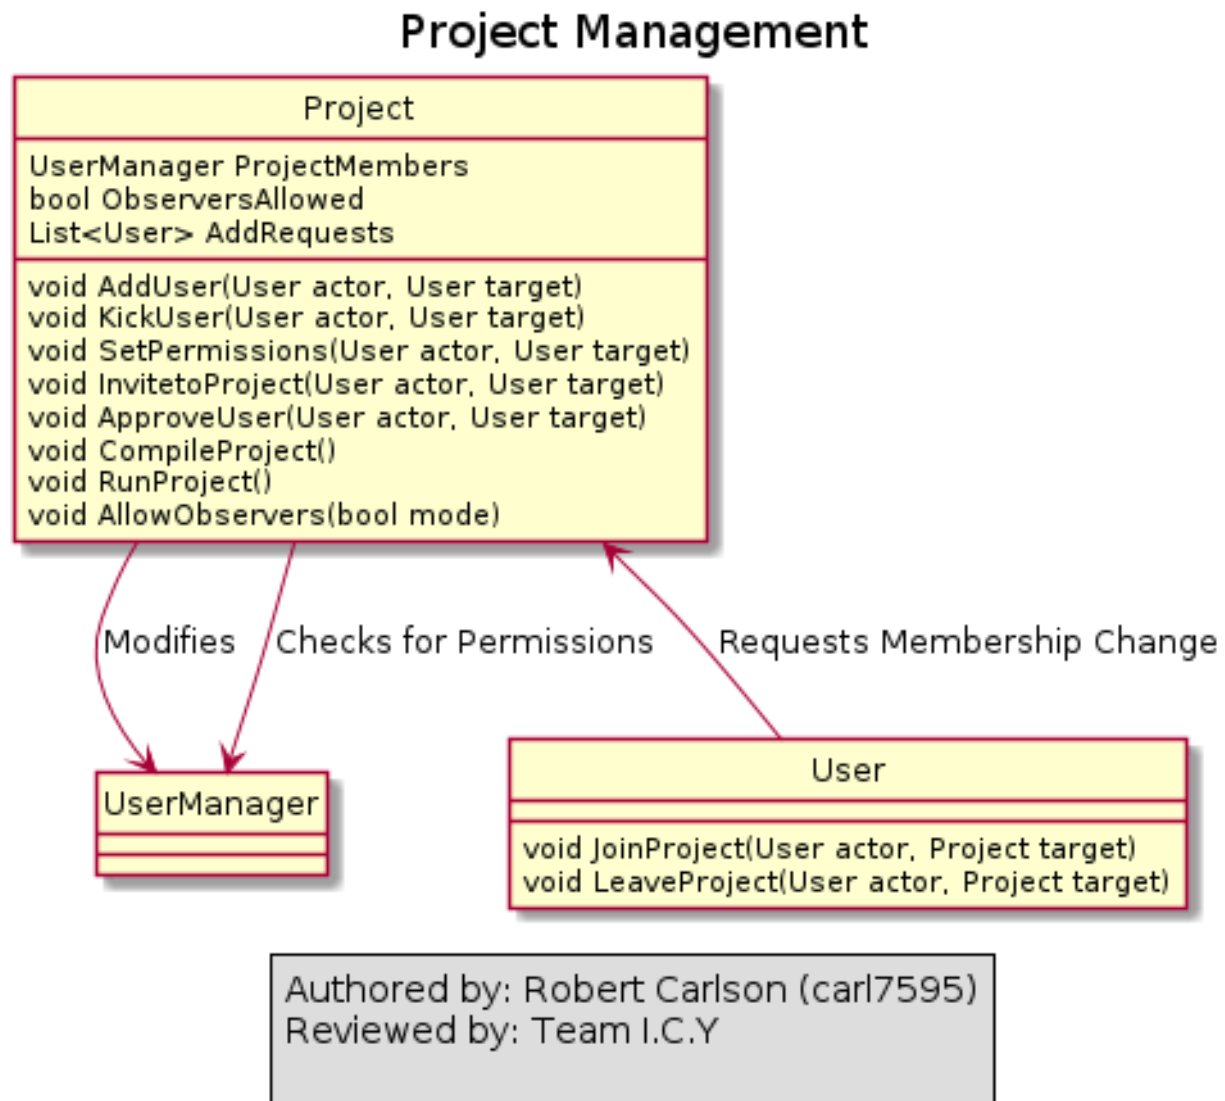 Project Management
Project
UserManager ProjectMembers
bool ObserversAllowed
List<User> AddRequests
void AddUser(User actor, User target)
void KickUser(User actor, User target)
void SetPermissions(User actor, User target)
void InvitetoProject(User actor, User target)
void ApproveUser(User actor, User target)
void CompileProject()
void RunProject()
void AllowObservers(bool mode)
Modifies
Checks for Permissions
Requests Membership Change
UserManager
User
void JoinProject(User actor, Project target)
void LeaveProject(User actor, Project target)
Authored by: Robert Carlson (carl7595)
Reviewed by: Team I.C.Y